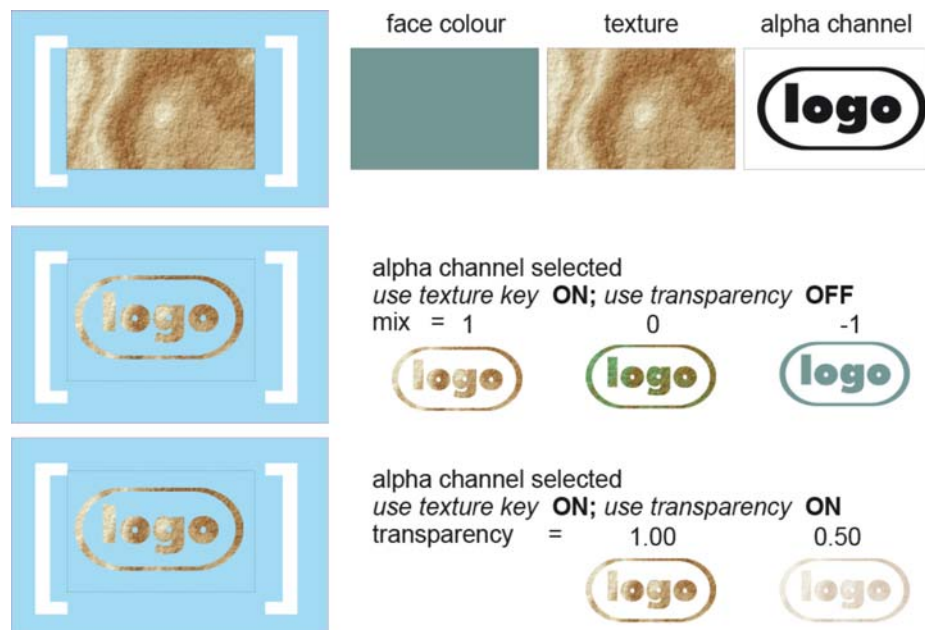 face colour texture alpha channel
logo
logo
alpha channel selected
use texture key ON; use transparency OFF
mix = 1 0 -1
logo logo logo
logo
alpha channel selected
use texture key ON; use transparency ON
transparency = 1.00 0.50
logo logo